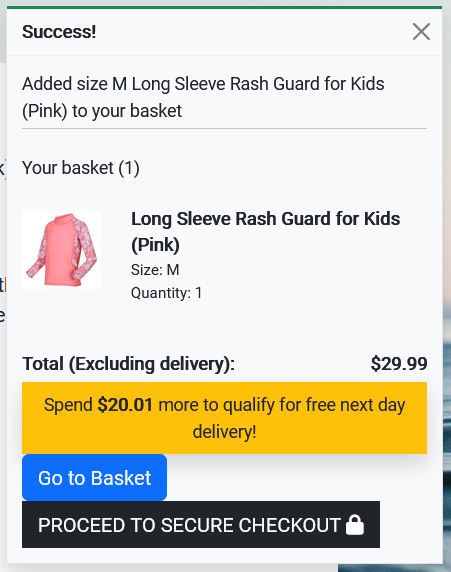 Success!
Added size M Long Sleeve Rash Guard for Kids
(Pink) to your basket
Your basket (1)
Long Sleeve Rash Guard for Kids
(Pink)
Size: M
Quantity: 1
Total (Excluding delivery): $29.99
Spend $20.01 more to qualify for free next day
delivery!
Go to Basket
PROCEED TO SECURE CHECKOUT